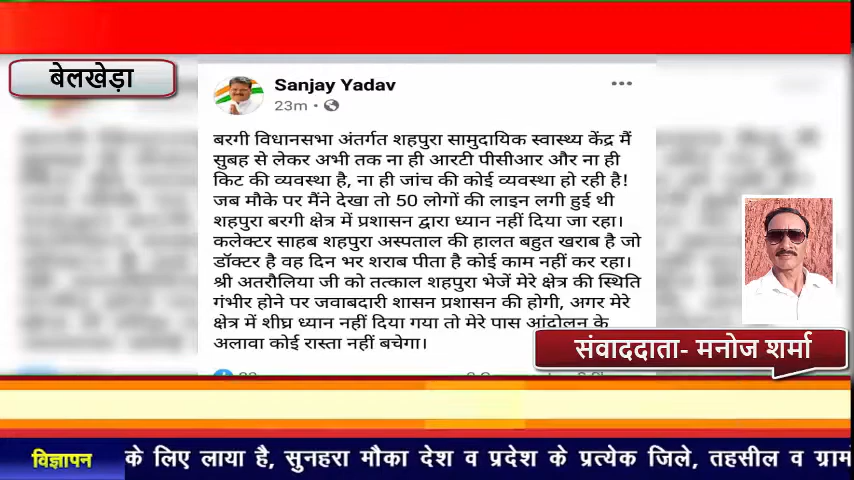 बेलखेड़ा
Sanjay Yadav
23m
बरगी विधानसभा अंतर्गत शहपुरा सामुदायिक स्वास्थ्य केंद्र मैं
सुबह से लेकर अभी तक ना ही आरटी पीसीआर और ना ही
किट की व्यवस्था है, ना ही जांच की कोई व्यवस्था हो रही है!
जब मौके पर मैंने देखा तो 50 लोगों की लाइन लगी हुई थी
शहपुरा बरगी क्षेत्र में प्रशासन द्वारा ध्यान नहीं दिया जा रहा।
कलेक्टर साहब शहपुरा अस्पताल की हालत बहुत खराब है जो
डॉक्टर है वह दिन भर शराब पीता है कोई काम नहीं कर रहा।
श्री अतरौलिया जी को तत्काल शहपुरा भेजें मेरे क्षेत्र की स्थिति
गंभीर होने पर जवाबदारी शासन प्रशासन की होगी, अगर मेरे
क्षेत्र में शीघ्र ध्यान नहीं दिया गया तो मेरे पास आंदोलन के
अलावा कोई रास्ता नहीं बचेगा।
संवाददाता- मनोज शर्मा
विज्ञापन के लिए लाया है, सुनहरा मौका देश व प्रदेश के प्रत्येक जिले, तहसील व ग्राम